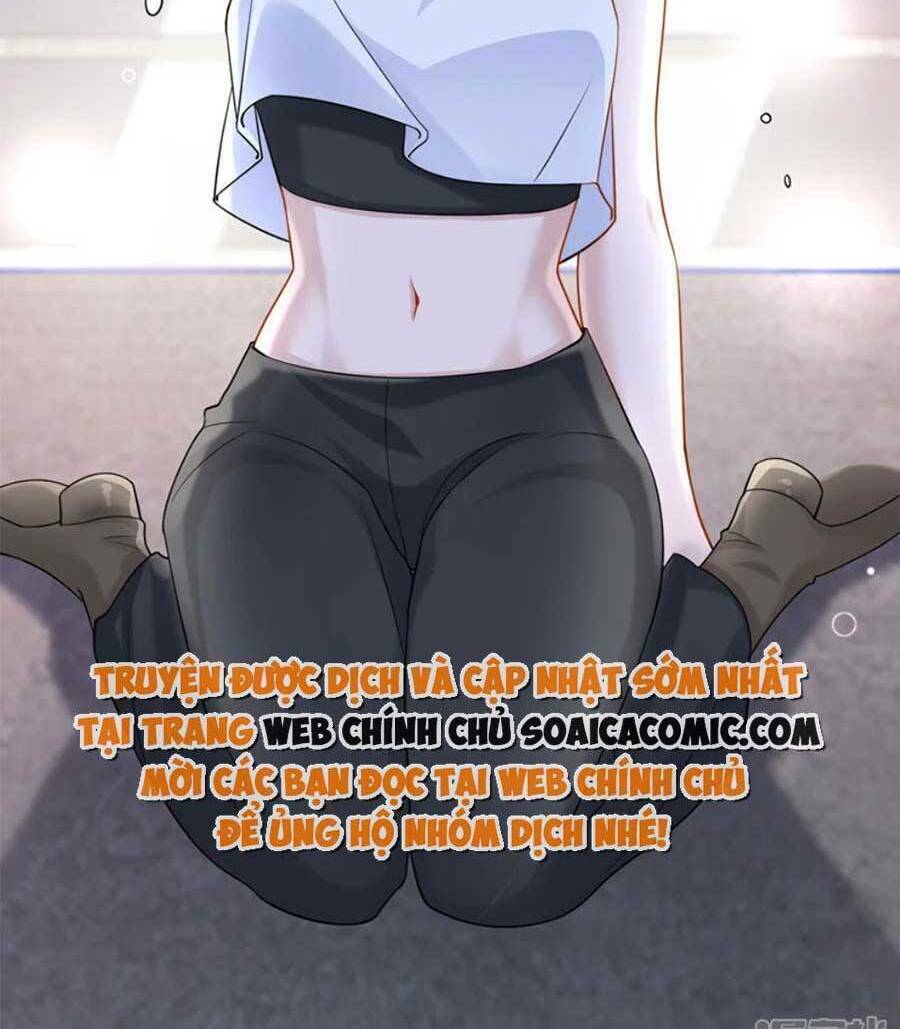 TRUYỆN ĐƯỢC DỊCH VÀ CẬP NHẬT SỚM NHẤT
TẠI TRANG WEB CHÍNH CHỦ SOAICACOMIC.COM
MỜI CÁC BẠN ĐỌC TẠI WEB CHÍNH CHỦ
ĐỂ ỦNG HỘ NHÓM DỊCH NHÉ!